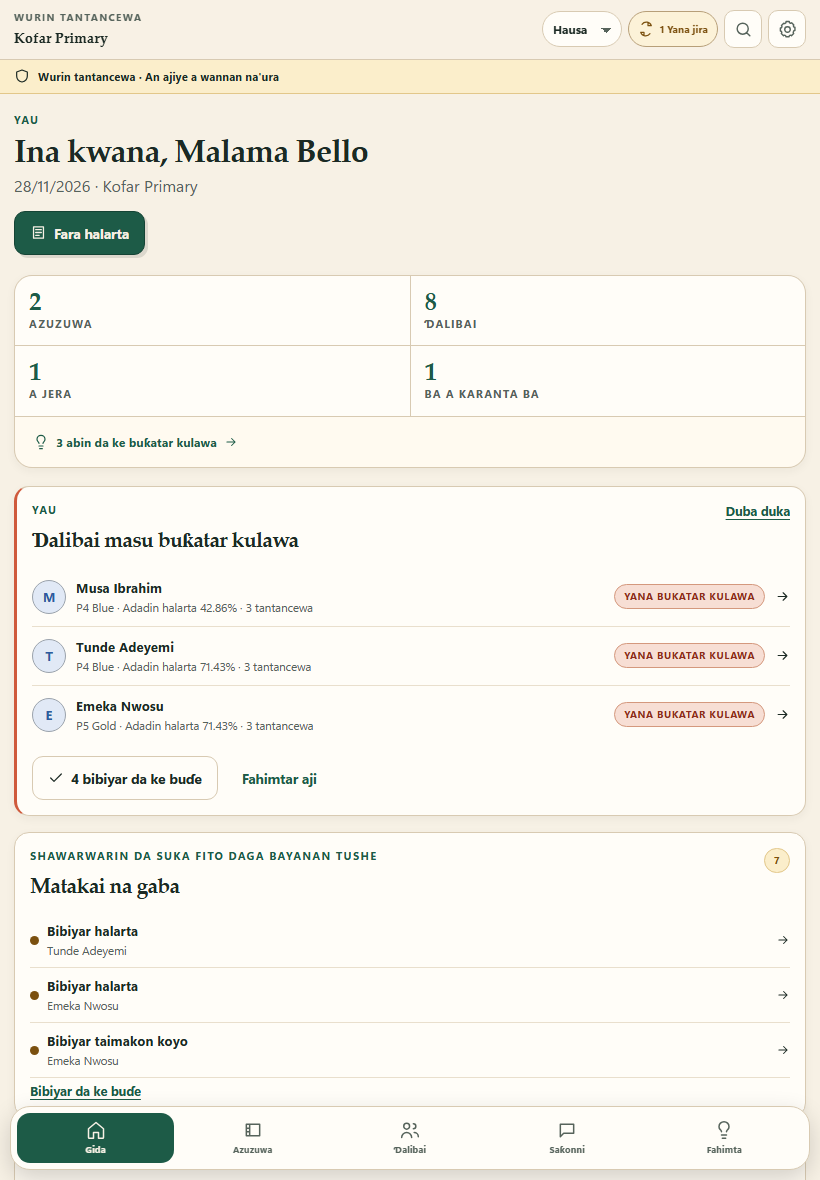 WURIN TANTANCEWA
Kofar Primary
Hausa
1 Yana jira
Wurin tantancewa · An ajiye a wannan na'ura
YAU
Ina kwana, Malama Bello
28/11/2026 · Kofar Primary
Fara halarta
2
AZUZUWA
8
ƊALIBAI
1
A JERA
1
BA A KARANTA BA
3 abin da ke buƙatar kulawa
YAU
Duba duka
Ɗalibai masu buƙatar kulawa
M
Musa Ibrahim
P4 Blue · Adadin halarta 42.86% · 3 tantancewa
YANA BUKATAR KULAWA
T
Tunde Adeyemi
P4 Blue · Adadin halarta 71.43% · 3 tantancewa
YANA BUKATAR KULAWA
E
Emeka Nwosu
P5 Gold · Adadin halarta 71.43% · 3 tantancewa
YANA BUKATAR KULAWA
4 bibiyar da ke buɗe
Fahimtar aji
SHAWARWARIN DA SUKA FITO DAGA BAYANAN TUSHE
7
Matakai na gaba
Bibiyar halarta
Tunde Adeyemi
Bibiyar halarta
Emeka Nwosu
Bibiyar taimakon koyo
Emeka Nwosu
Bibiyar da ke buɗe
Gida
Azuzuwa
Ɗalibai
Saƙonni
Fahimta